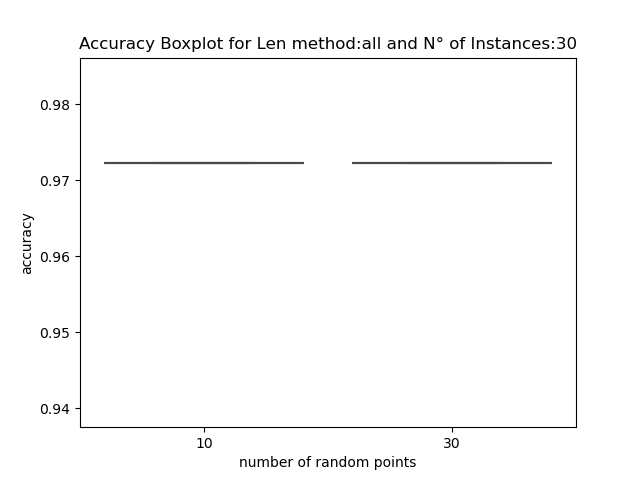 Accuracy Boxplot for Len method:all and N° of Instances:30
0.98
0.97
0.96
0.95
0.94
accuracy
10
30
number of random points